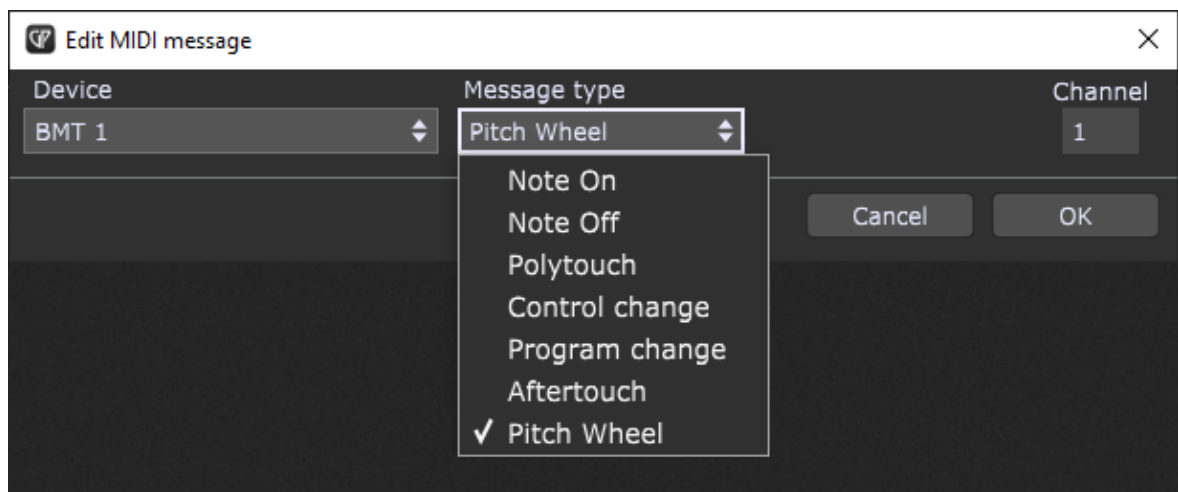 Edit MIDI message
Device Message type Channel
BMT 1 Pitch Wheel 1
Note On
Note Off
Cancel OK
Polytouch
Control change
Program change
Aftertouch
Pitch Wheel